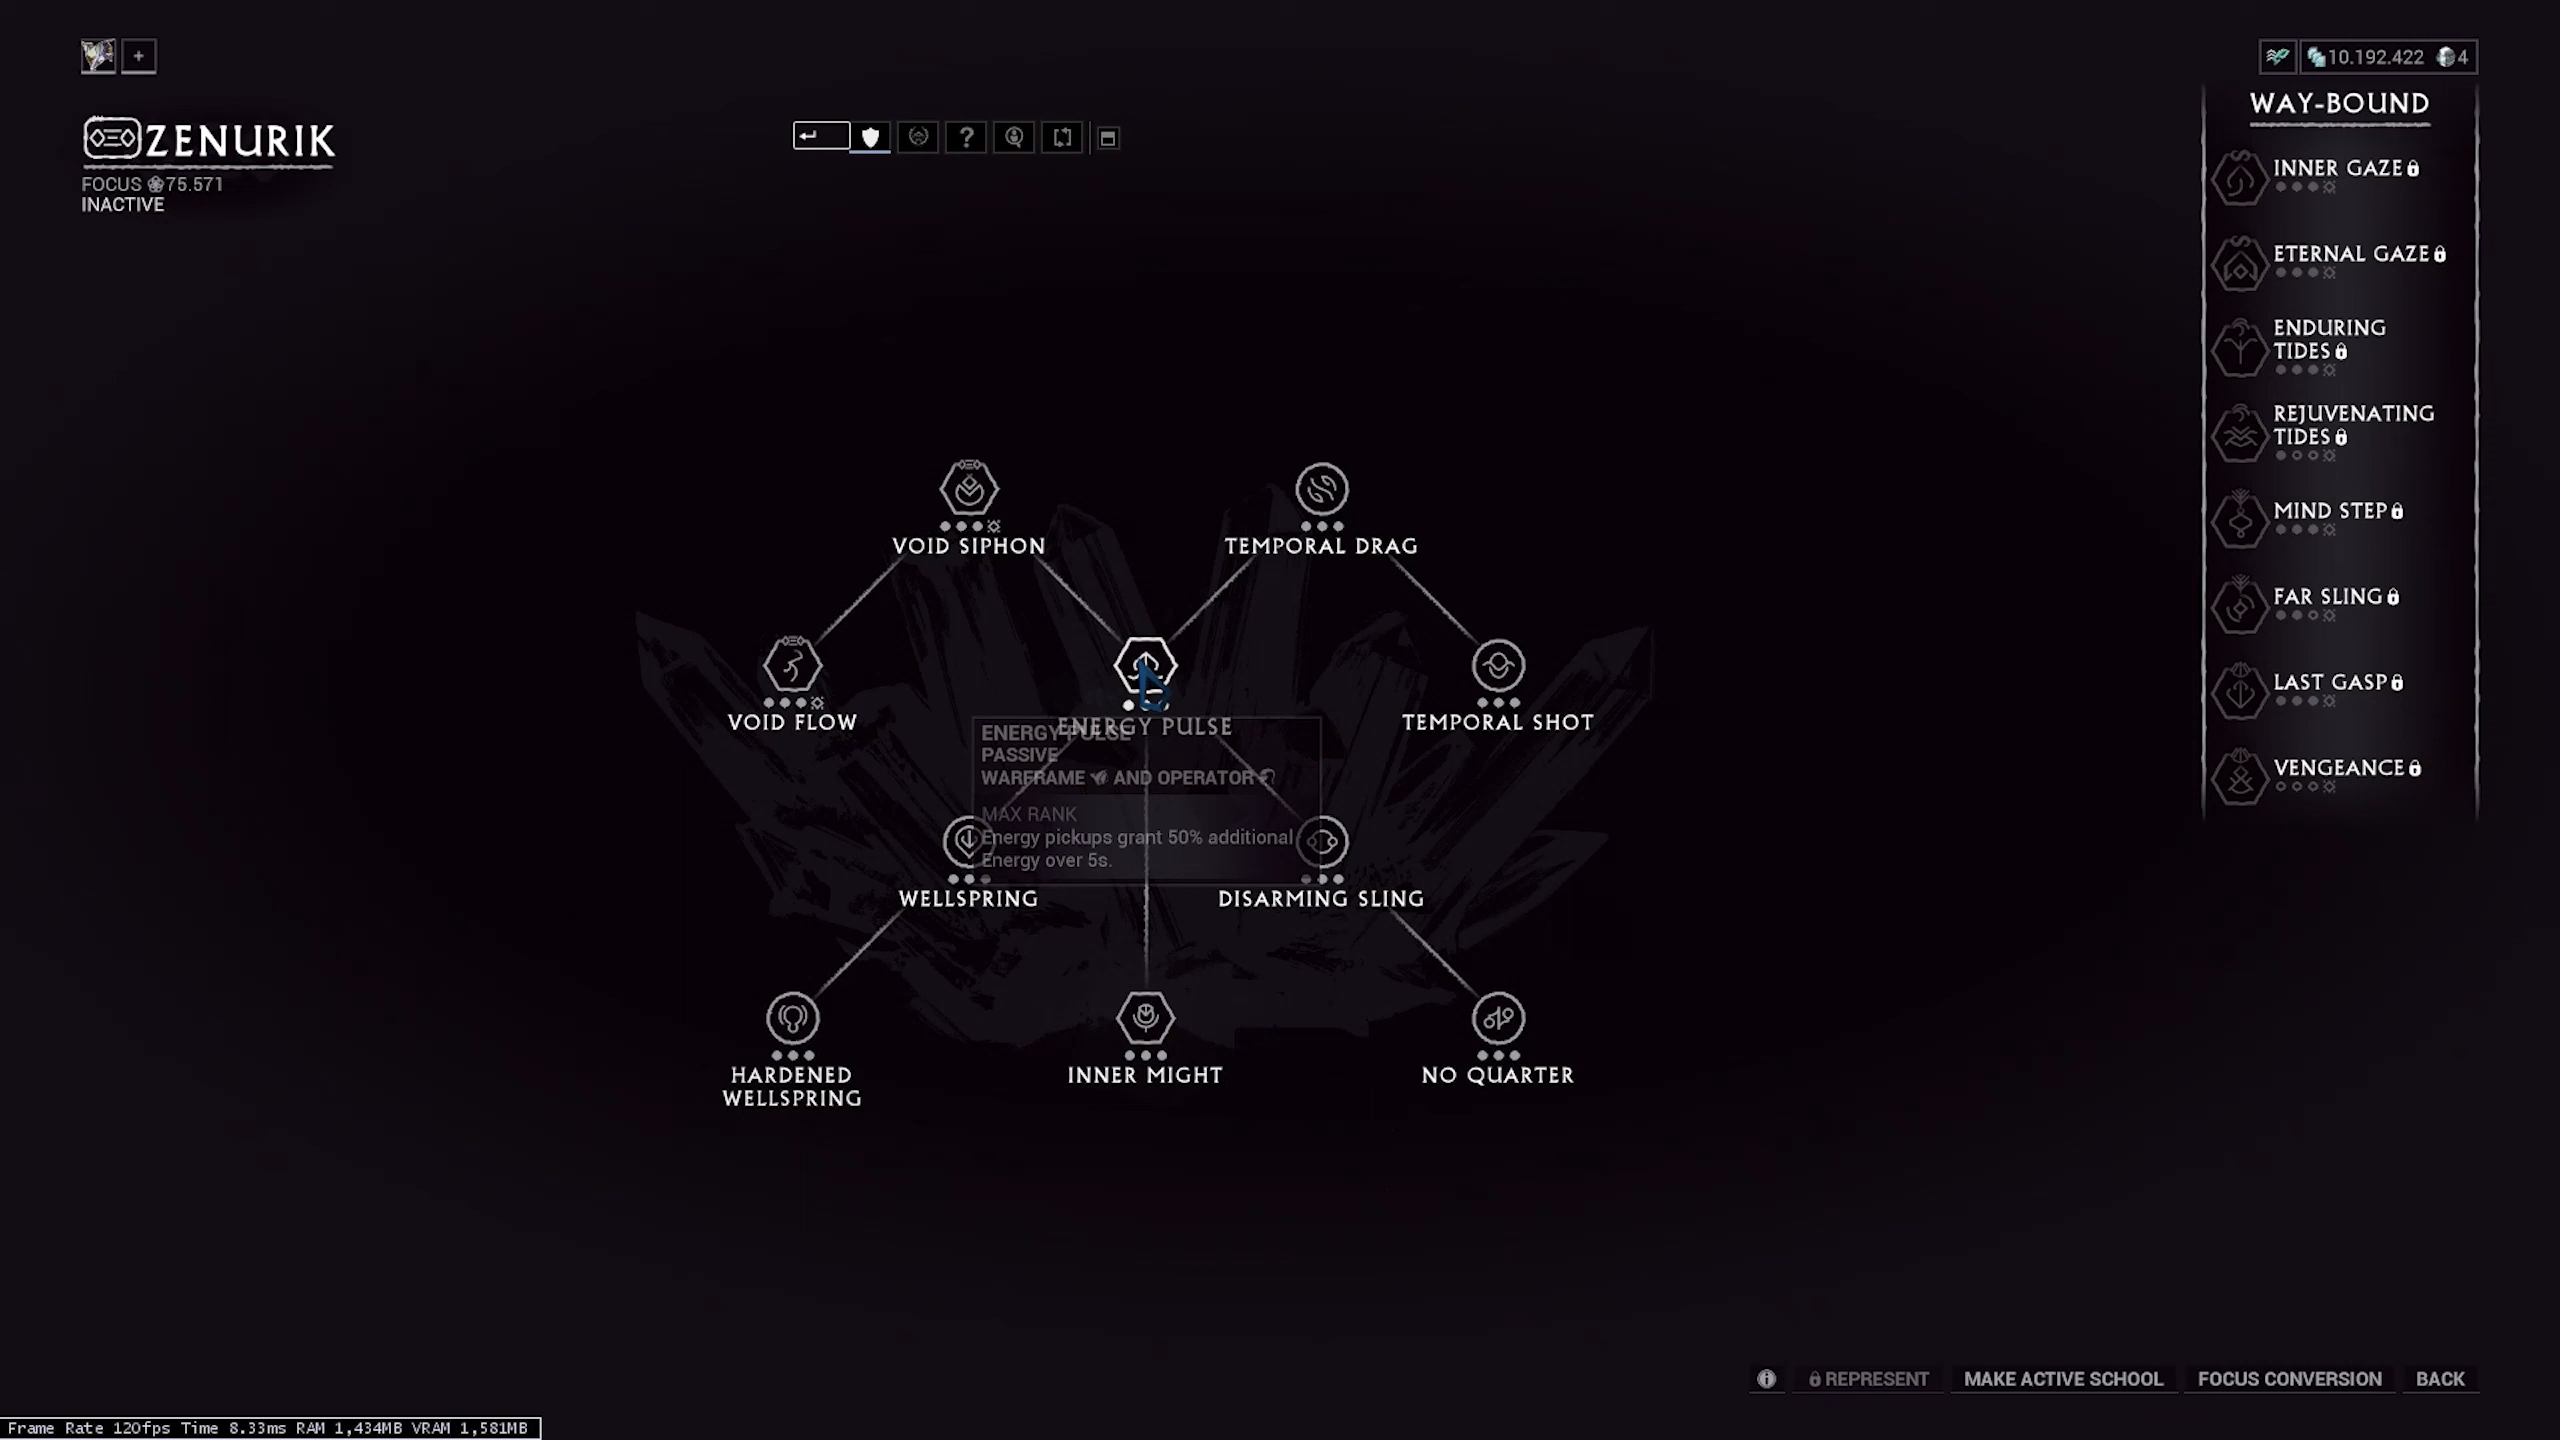 10.192.422 4
ZENURIK
FOCUS 75.571
INACTIVE
WAY-BOUND
INNER GAZE
ETERNAL GAZE
ENDURING
TIDES
REJUVENATING
TIDES
MIND STEP
FAR SLING
LAST GASP
VENGEANCE
VOID SIPHON
TEMPORAL DRAG
VOID FLOW
ENERGY PULSE
TEMPORAL SHOT
ENERGY PULSE
PASSIVE
WARFRAME AND OPERATOR
MAX RANK
Energy pickups grant 50% additional
Energy over 5s.
WELLSPRING
DISARMING SLING
HARDENED
WELLSPRING
INNER MIGHT
NO QUARTER
REPRESENT
MAKE ACTIVE SCHOOL
FOCUS CONVERSION
BACK
Frame Rate 120fps Time 8.33ms RAM 1,434MB VRAM 1,581MB